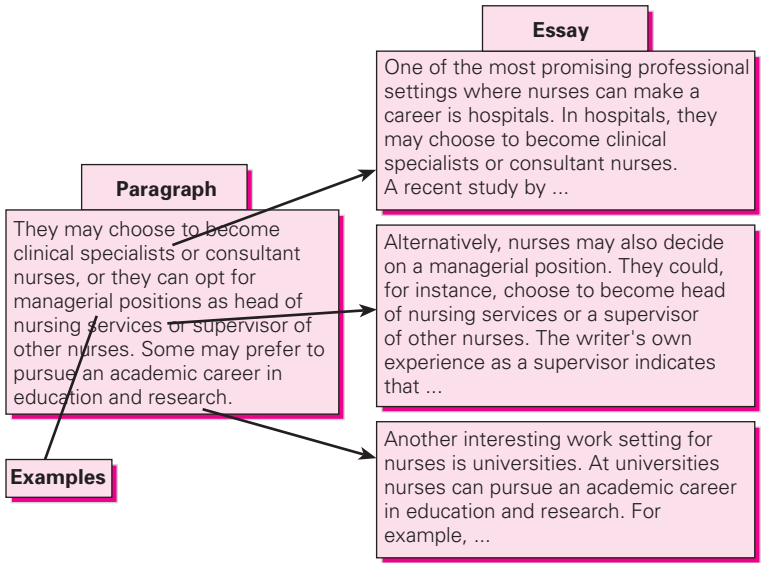 Essay
One of the most promising professional
settings where nurses can make a
career is hospitals. In hospitals, they
may choose to become clinical
specialists or consultant nurses.
A recent study by ...
Paragraph
They may choose to become
clinical specialists or consultant
nurses, or they can opt for
managerial positions as head of
nursing services or supervisor of
other nurses. Some may prefer to
pursue an academic career in
education and research.
Alternatively, nurses may also decide
on a managerial position. They could,
for instance, choose to become head
of nursing services or a supervisor
of other nurses. The writer's own
experience as a supervisor indicates
that ...
Examples
Another interesting work setting for
nurses is universities. At universities
nurses can pursue an academic career
in education and research. For
example, ...